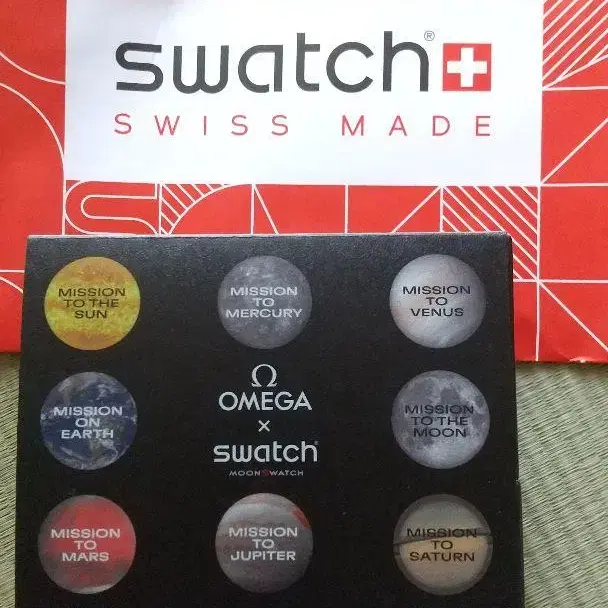 swatch®
SWISS MADE
MISSION
TO THE
SUN
MISSION
TO
MERCURY
MISSION
TO
VENUS
MISSION
ON
EARTH
Ω
OMEGA
×
swatch®
MOONSWATCH
MISSION
TO THE
MOON
MISSION
TO
MARS
MISSION
TO
JUPITER
MISSION
TO
SATURN